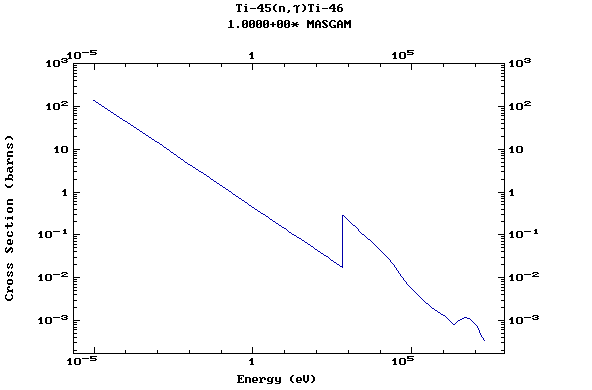 Ti-45(n,γ)Ti-46
1.0000+00* MASGAM
10⁻⁵ 1 10⁵
10³ 10³
10² 10²
10 10
1 1
10⁻¹ 10⁻¹
10⁻² 10⁻²
10⁻³ 10⁻³
10⁻⁵ 1 10⁵
Cross Section (barns)
Energy (eV)